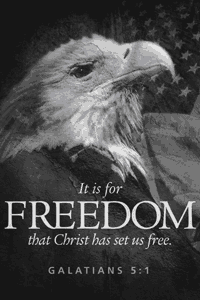 It is for
FREEDOM
that Christ has set us free.
GALATIANS 5:1